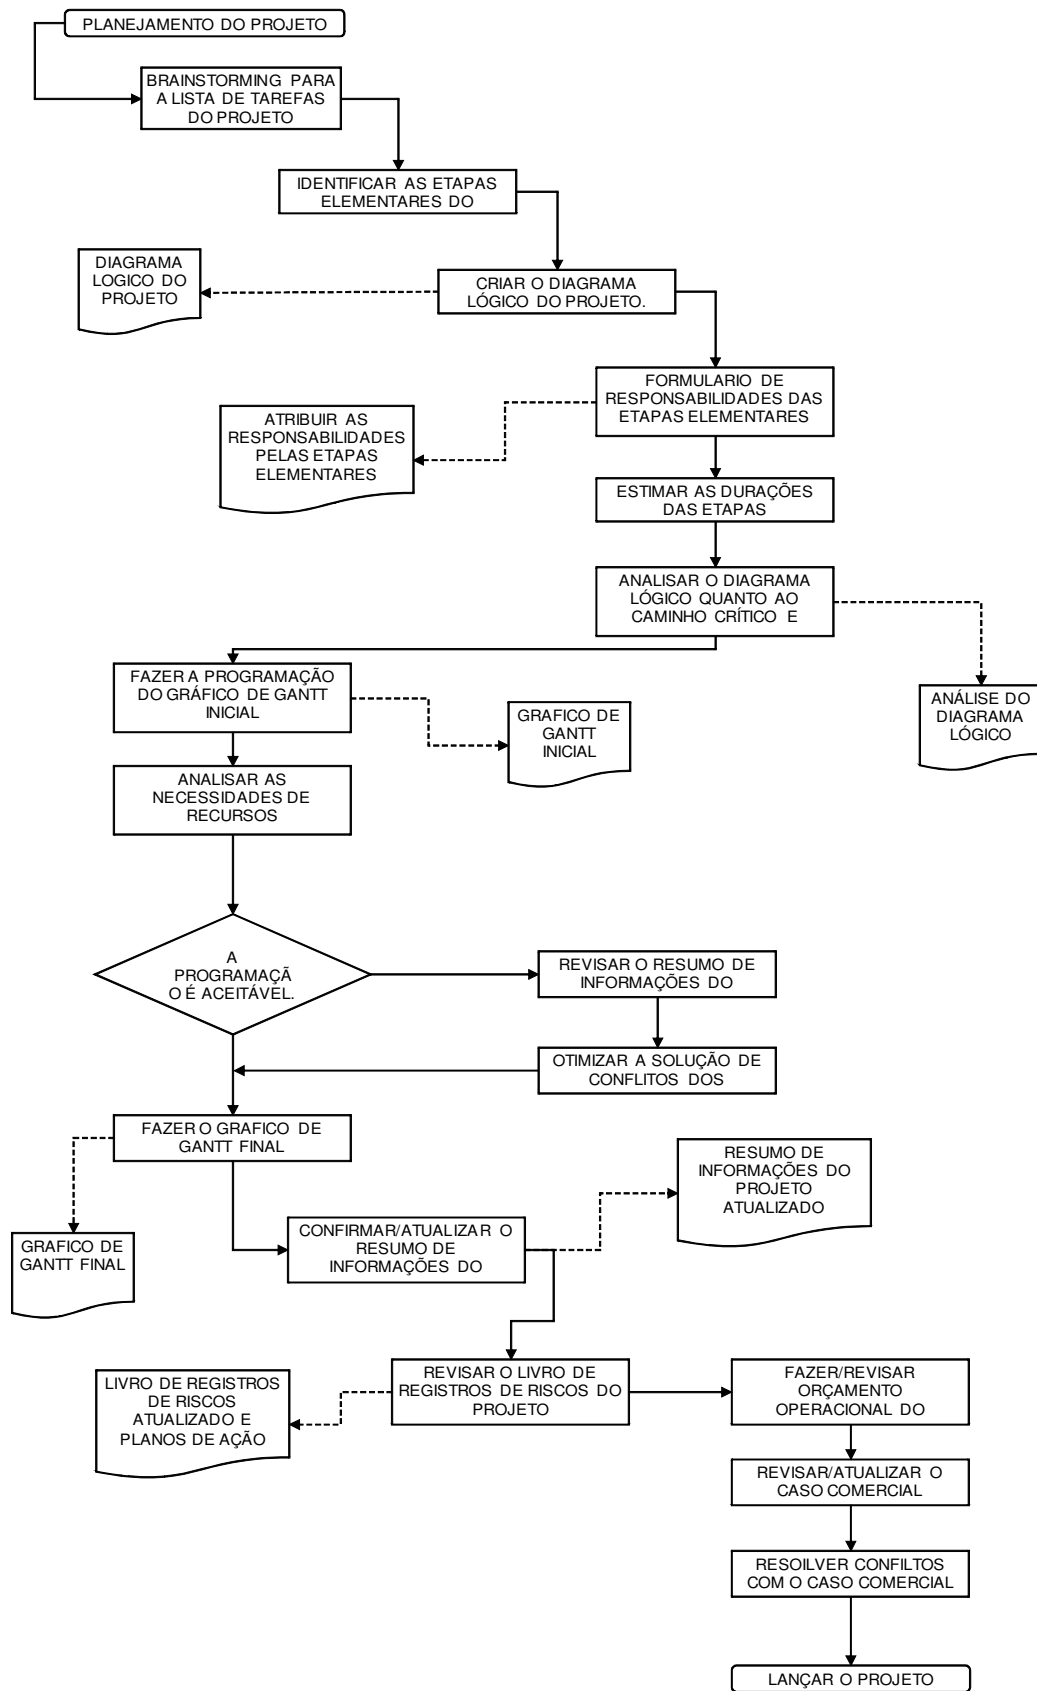 PLANEJAMENTO DO PROJETO
BRAINSTORMING PARA
A LISTA DE TAREFAS
DO PROJETO
IDENTIFICAR AS ETAPAS
ELEMENTARES DO
DIAGRAMA
LOGICO DO
PROJETO
CRIAR O DIAGRAMA
LÓGICO DO PROJETO.
FORMULARIO DE
RESPONSABILIDADES DAS
ETAPAS ELEMENTARES
ATRIBUIR AS
RESPONSABILIDADES
PELAS ETAPAS
ELEMENTARES
ESTIMAR AS DURAÇÕES
DAS ETAPAS
ANALISAR O DIAGRAMA
LÓGICO QUANTO AO
CAMINHO CRÍTICO E
FAZER A PROGRAMAÇÃO
DO GRÁFICO DE GANTT
INICIAL
GRAFICO DE
GANTT
INICIAL
ANÁLISE DO
DIAGRAMA
LÓGICO
ANALISAR AS
NECESSIDADES DE
RECURSOS
A
PROGRAMAÇÃ
O É ACEITÁVEL.
REVISAR O RESUMO DE
INFORMAÇÕES DO
OTIMIZAR A SOLUÇÃO DE
CONFLITOS DOS
FAZER O GRAFICO DE
GANTT FINAL
RESUMO DE
INFORMAÇÕES DO
PROJETO
ATUALIZADO
GRAFICO DE
GANTT FINAL
CONFIRMAR/ATUALIZAR O
RESUMO DE
INFORMAÇÕES DO
LIVRO DE REGISTROS
DE RISCOS
ATUALIZADO E
PLANOS DE AÇÃO
REVISAR O LIVRO DE
REGISTROS DE RISCOS DO
PROJETO
FAZER/REVISAR
ORÇAMENTO
OPERACIONAL DO
REVISAR/ATUALIZAR O
CASO COMERCIAL
RESOILVER CONFILTOS
COM O CASO COMERCIAL
LANÇAR O PROJETO